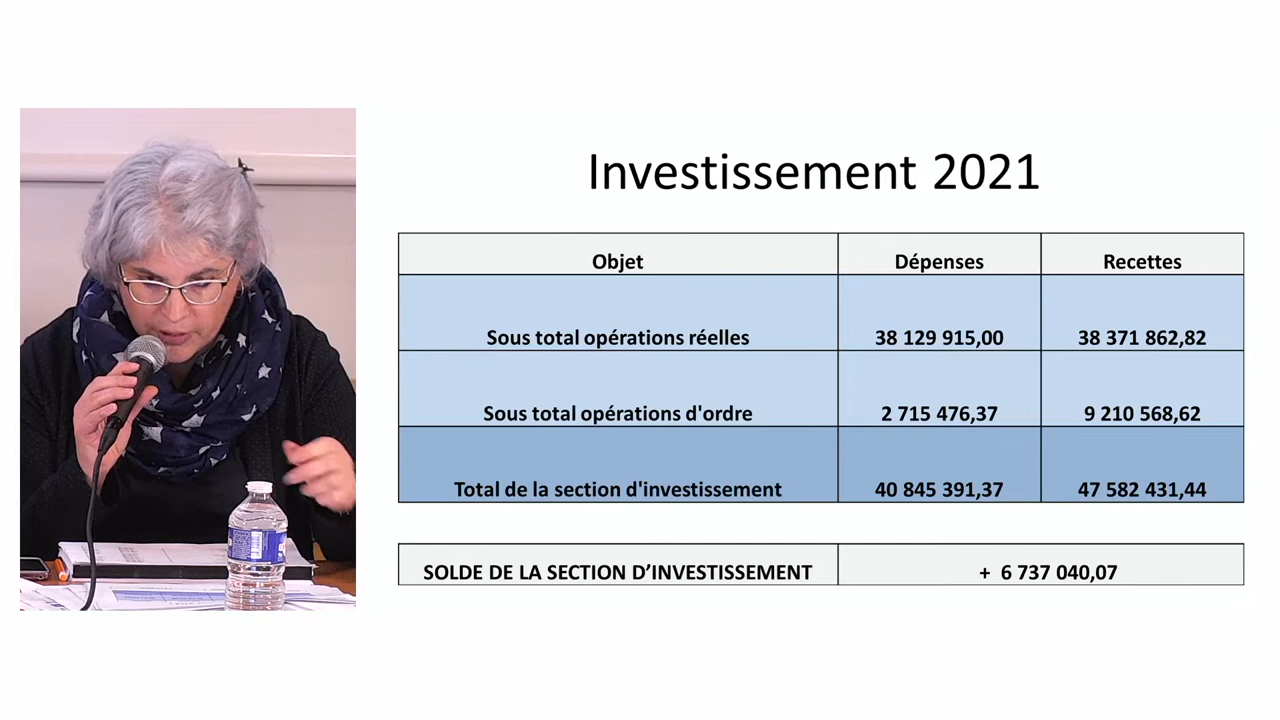 Investissement 2021
Objet Dépenses Recettes
Sous total opérations réelles 38 129 915,00 38 371 862,82
Sous total opérations d'ordre 2 715 476,37 9 210 568,62
Total de la section d'investissement 40 845 391,37 47 582 431,44
SOLDE DE LA SECTION D’INVESTISSEMENT + 6 737 040,07